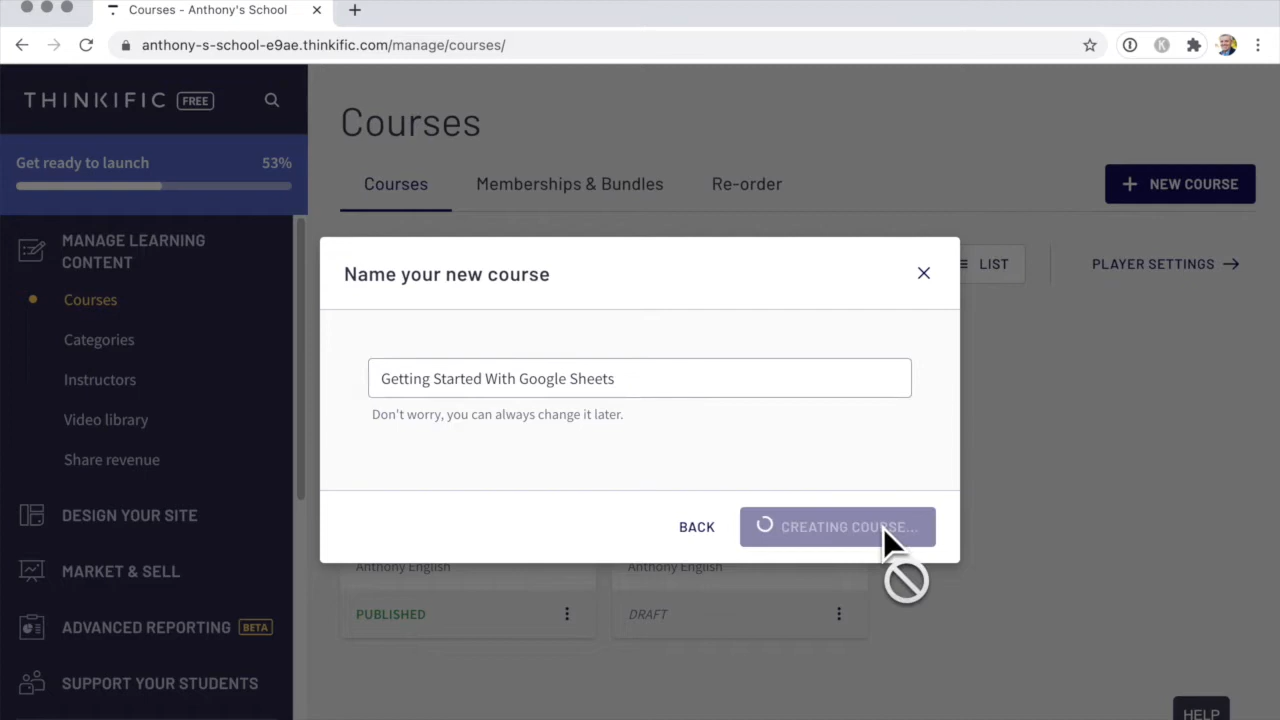 Courses - Anthony's School
anthony-s-school-e9ae.thinkific.com/manage/courses/
THINKIFIC FREE
Get ready to launch 53%
MANAGE LEARNING
CONTENT
Courses
Categories
Instructors
Video library
Share revenue
DESIGN YOUR SITE
MARKET & SELL
ADVANCED REPORTING BETA
SUPPORT YOUR STUDENTS
Courses
Courses Memberships & Bundles Re-order
NEW COURSE
LIST PLAYER SETTINGS
Name your new course
Getting Started With Google Sheets
Don't worry, you can always change it later.
BACK CREATING COURSE...
Anthony English Anthony English
PUBLISHED DRAFT
HELP